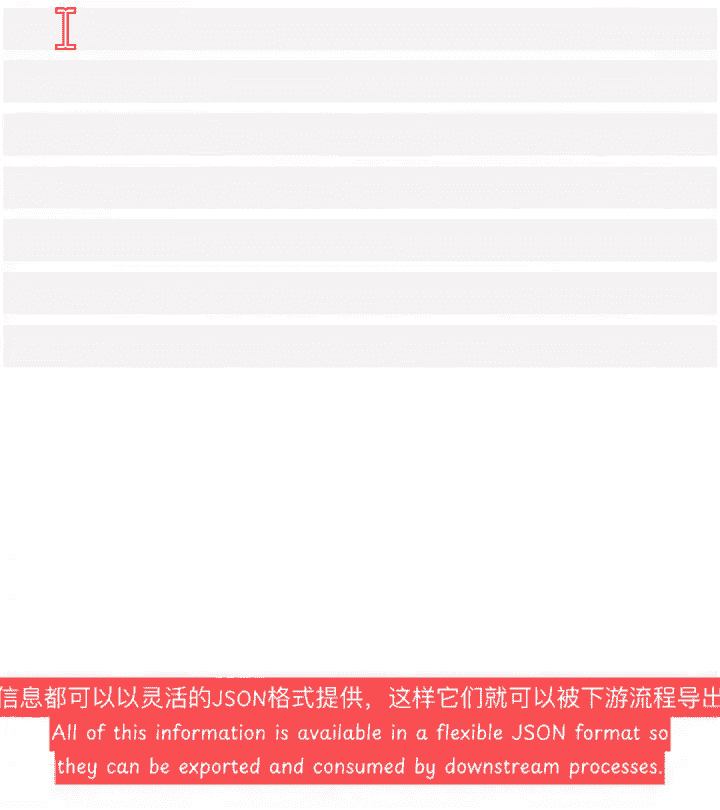 信息都可以以灵活的JSON格式提供，这样它们就可以被下游流程导出
All of this information is available in a flexible JSON format so
they can be exported and consumed by downstream processes.